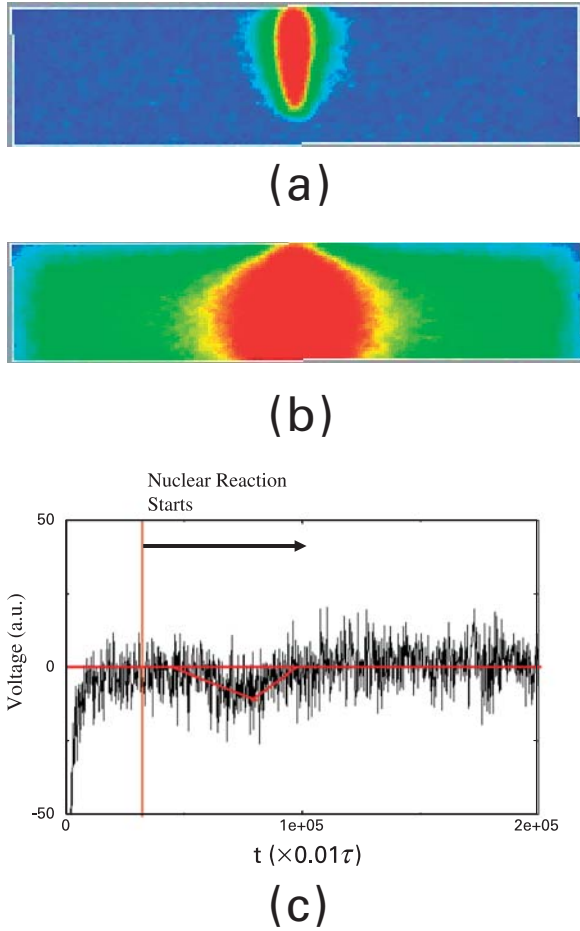 (a)
(b)
Nuclear Reaction
Starts
50
Voltage (a.u.)
0
-50
0
1e+05
2e+05
t (×0.01τ)
(c)